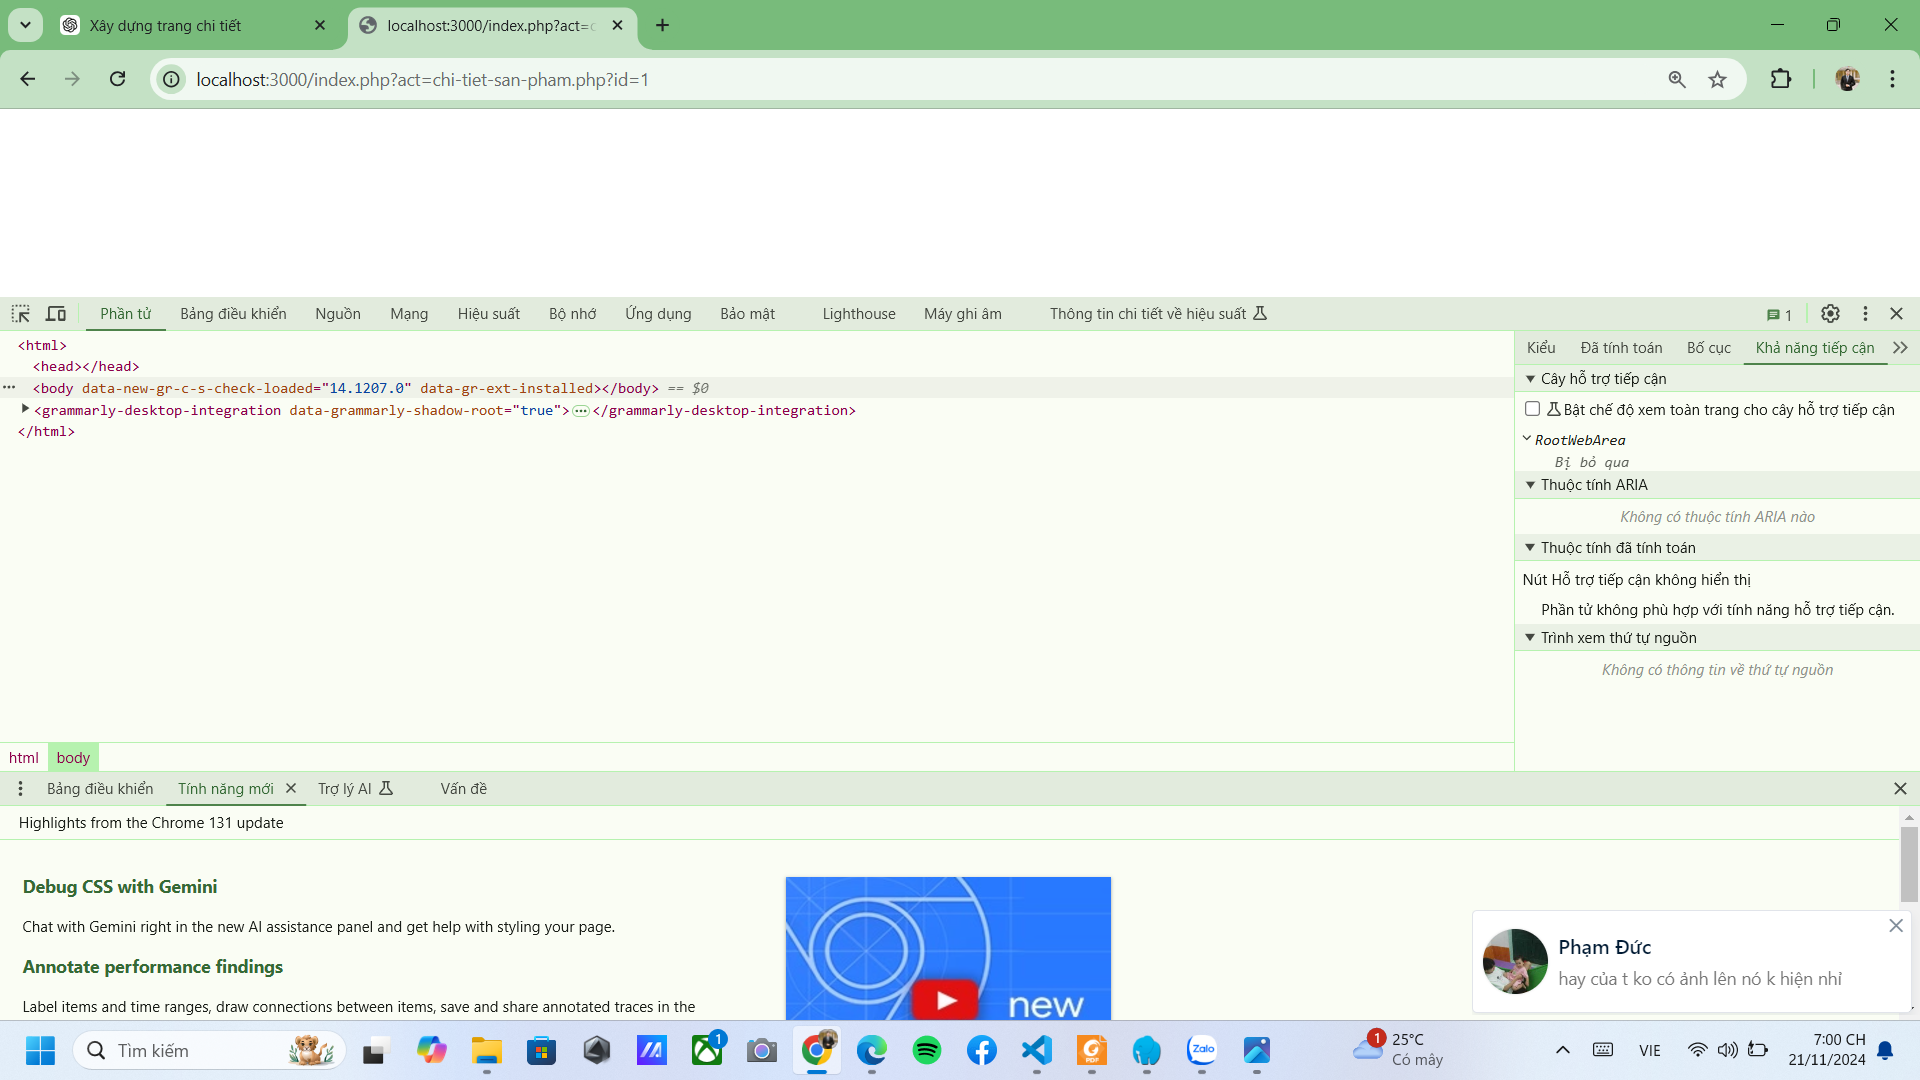 Xây dựng trang chi tiết
localhost:3000/index.php?act=c
localhost:3000/index.php?act=chi-tiet-san-pham.php?id=1
Phần tử
Bảng điều khiển
Nguồn
Mạng
Hiệu suất
Bộ nhớ
Ứng dụng
Bảo mật
Lighthouse
Máy ghi âm
Thông tin chi tiết về hiệu suất
1
<html>
<head></head>
<body data-new-gr-c-s-check-loaded="14.1207.0" data-gr-ext-installed></body> == $0
<grammarly-desktop-integration data-grammarly-shadow-root="true">…</grammarly-desktop-integration>
</html>
Kiểu
Đã tính toán
Bố cục
Khả năng tiếp cận
Cây hỗ trợ tiếp cận
Bật chế độ xem toàn trang cho cây hỗ trợ tiếp cận
RootWebArea
Bị bỏ qua
Thuộc tính ARIA
Không có thuộc tính ARIA nào
Thuộc tính đã tính toán
Nút Hỗ trợ tiếp cận không hiển thị
Phần tử không phù hợp với tính năng hỗ trợ tiếp cận.
Trình xem thứ tự nguồn
Không có thông tin về thứ tự nguồn
html
body
Bảng điều khiển
Tính năng mới
Trợ lý AI
Vấn đề
Highlights from the Chrome 131 update
Debug CSS with Gemini
Chat with Gemini right in the new AI assistance panel and get help with styling your page.
Annotate performance findings
Label items and time ranges, draw connections between items, save and share annotated traces in the
new
Phạm Đức
hay của t ko có ảnh lên nó k hiện nhỉ
Tìm kiếm
1
PDF
Zalo
1
25°C
Có mây
VIE
7:00 CH
21/11/2024